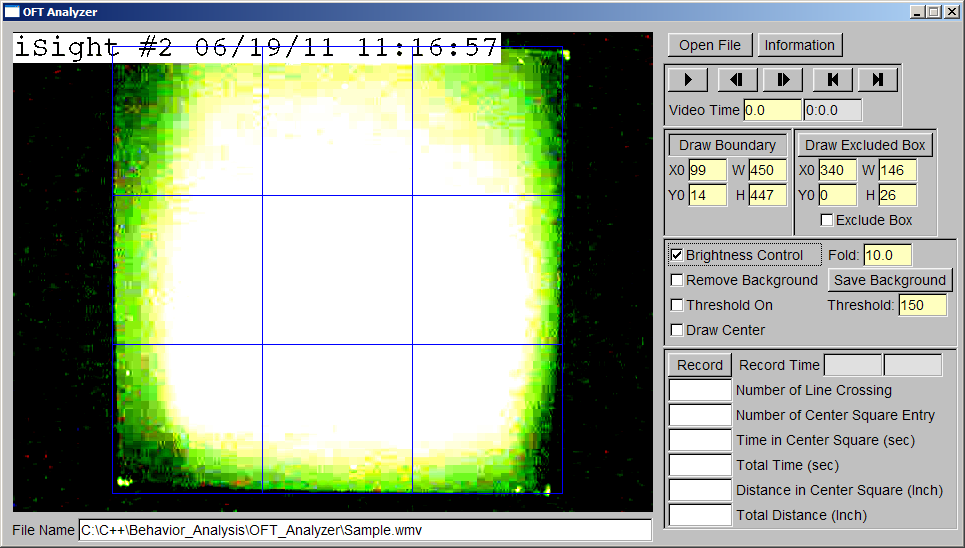 OFT Analyzer
iSight #2 06/19/11 11:16:57
Open File Information
Video Time 0.0 0:0.0
Draw Boundary
X0 99 W 450
Y0 14 H 447
Draw Excluded Box
X0 340 W 146
Y0 0 H 26
Exclude Box
Brightness Control Fold: 10.0
Remove Background Save Background
Threshold On Threshold: 150
Draw Center
Record Record Time
Number of Line Crossing
Number of Center Square Entry
Time in Center Square (sec)
Total Time (sec)
Distance in Center Square (Inch)
Total Distance (Inch)
File Name C:\C++\Behavior_Analysis\OFT_Analyzer\Sample.wmv